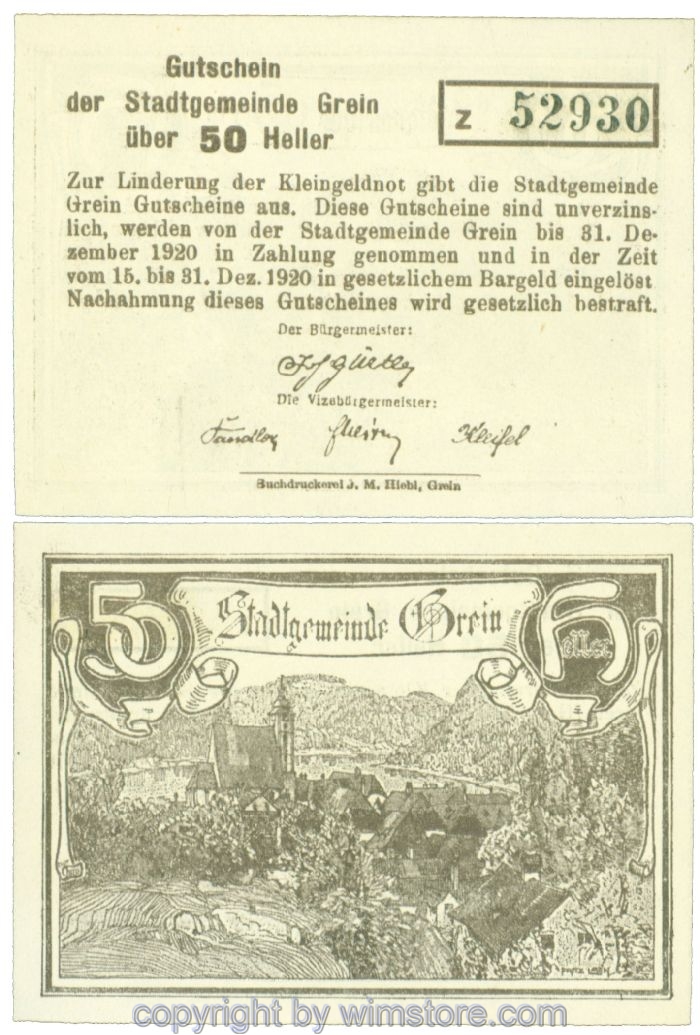 Gutschein
der Stadtgemeinde Grein
über 50 Heller
Z 52930
Zur Linderung der Kleingeldnot gibt die Stadtgemeinde
Grein Gutscheine aus. Diese Gutscheine sind unverzins-
lich, werden von der Stadtgemeinde Grein bis 31. De-
zember 1920 in Zahlung genommen und in der Zeit
vom 15. bis 31. Dez. 1920 in gesetzlichem Bargeld eingelöst
Nachahmung dieses Gutscheines wird gesetzlich bestraft.
Der Bürgermeister:
Die Vizebürgermeister:
Buchdruckerei J. M. Hiebl, Grein
50 Stadtgemeinde Grein Heller
copyright by wimstore.com